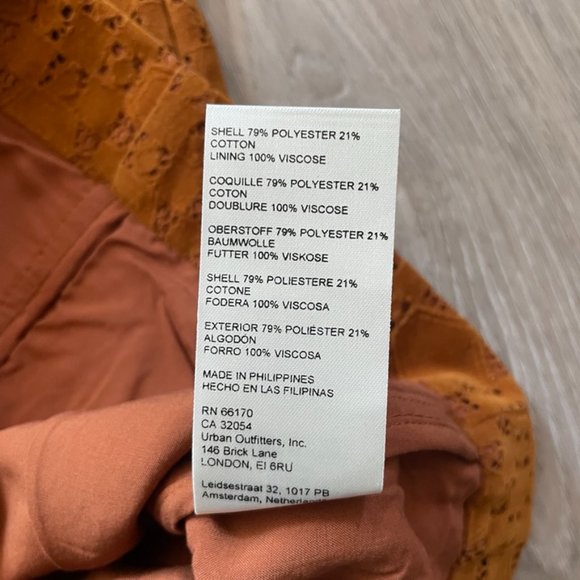 SHELL 79% POLYESTER 21%
COTTON
LINING 100% VISCOSE
COQUILLE 79% POLYESTER 21%
COTON
DOUBLURE 100% VISCOSE
OBERSTOFF 79% POLYESTER 21%
BAUMWOLLE
FUTTER 100% VISKOSE
SHELL 79% POLIESTERE 21%
COTONE
FODERA 100% VISCOSA
EXTERIOR 79% POLIÉSTER 21%
ALGODÓN
FORRO 100% VISCOSA
MADE IN PHILIPPINES
HECHO EN LAS FILIPINAS
RN 66170
CA 32054
Urban Outfitters, Inc.
146 Brick Lane
LONDON, EI 6RU
Leidsestraat 32, 1017 PB
Amsterdam, Netherlands